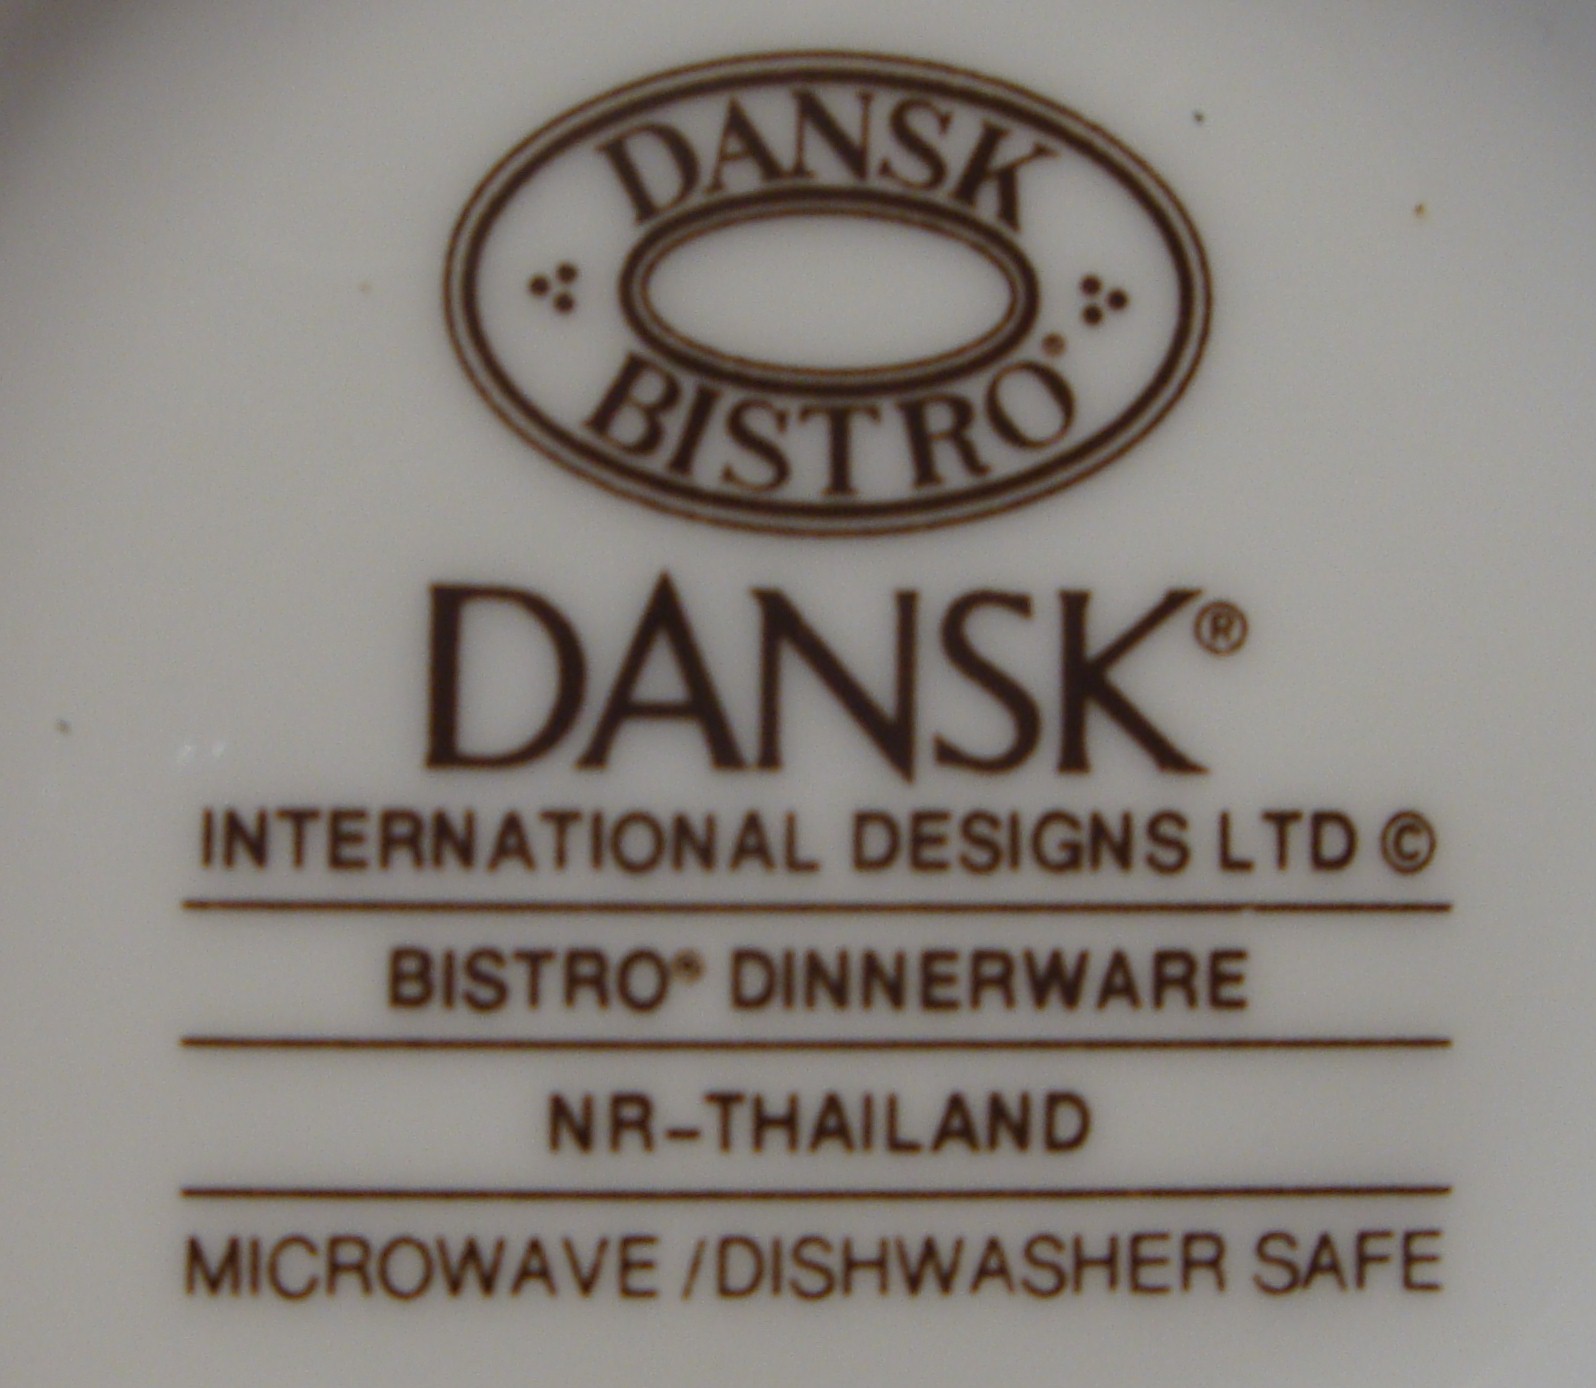 DANSK
BISTRO®
DANSK®
INTERNATIONAL DESIGNS LTD ©
BISTRO® DINNERWARE
NR-THAILAND
MICROWAVE /DISHWASHER SAFE